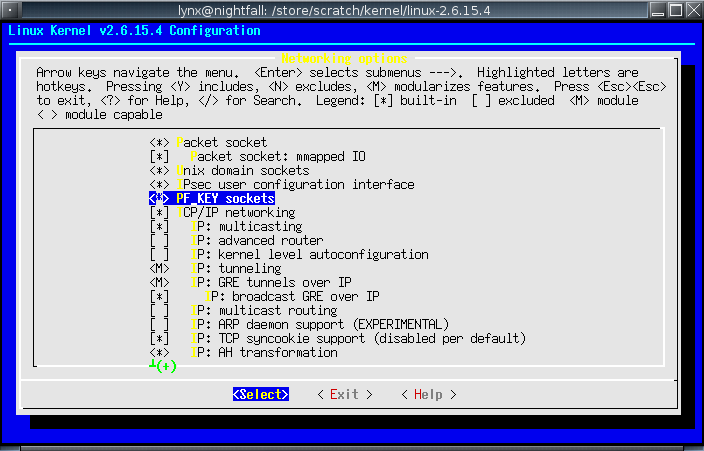 lynx@nightfall: /store/scratch/kernel/linux-2.6.15.4
Linux Kernel v2.6.15.4 Configuration
Networking options
Arrow keys navigate the menu. <Enter> selects submenus --->. Highlighted letters are
hotkeys. Pressing <Y> includes, <N> excludes, <M> modularizes features. Press <Esc><Esc>
to exit, <?> for Help, </> for Search. Legend: [*] built-in [ ] excluded <M> module
< > module capable
<*> Packet socket
[*] Packet socket: mmapped IO
<*> Unix domain sockets
<*> IPsec user configuration interface
<*> PF_KEY sockets
[*] TCP/IP networking
[*] IP: multicasting
[ ] IP: advanced router
[ ] IP: kernel level autoconfiguration
<M> IP: tunneling
<M> IP: GRE tunnels over IP
[*] IP: broadcast GRE over IP
[ ] IP: multicast routing
[ ] IP: ARP daemon support (EXPERIMENTAL)
[*] IP: TCP syncookie support (disabled per default)
<*> IP: AH transformation
┴(+)
<Select> < Exit > < Help >